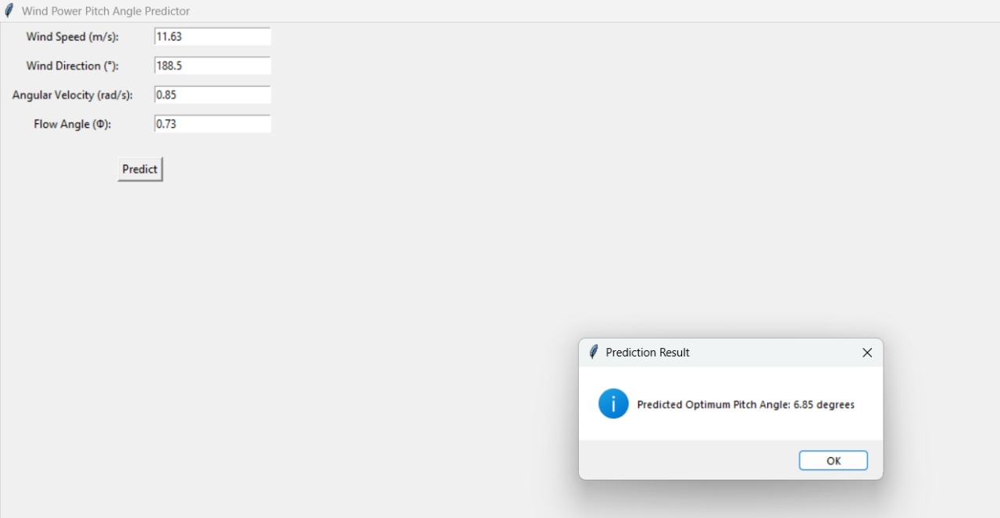 Wind Power Pitch Angle Predictor
Wind Speed (m/s): 11.63
Wind Direction (°): 188.5
Angular Velocity (rad/s): 0.85
Flow Angle (Φ): 0.73
Predict
Prediction Result
Predicted Optimum Pitch Angle: 6.85 degrees
OK